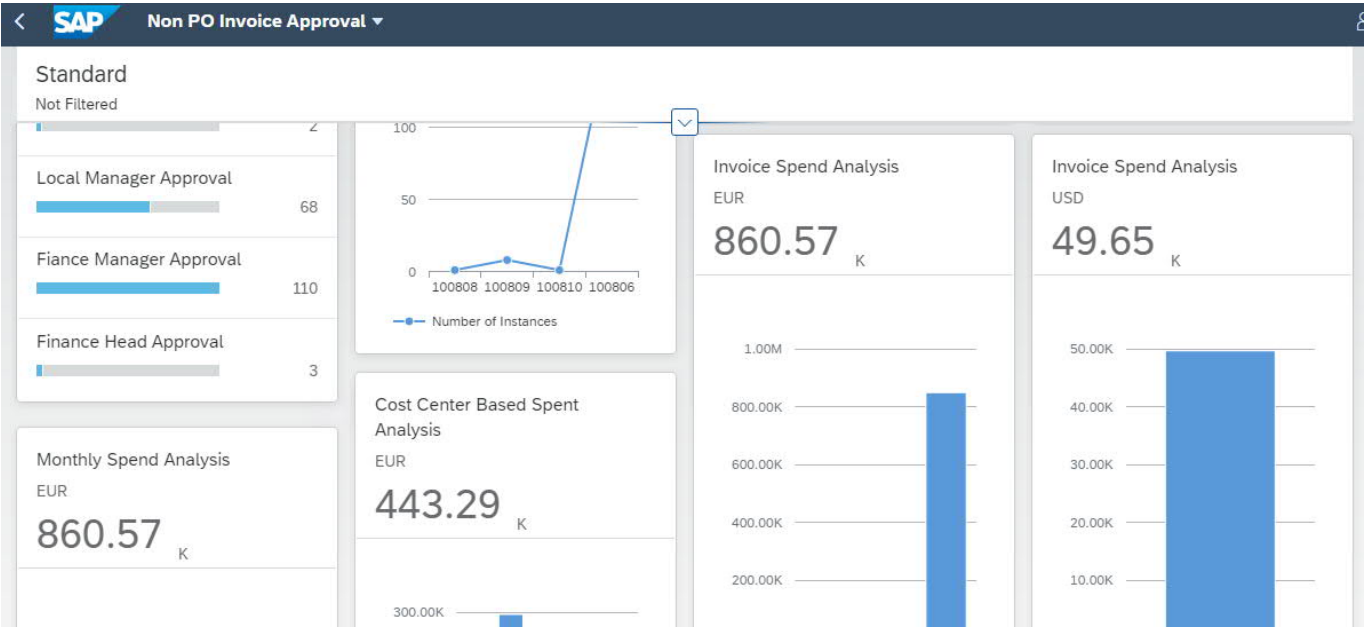 SAP
Non PO Invoice Approval
Standard
Not Filtered
2
Local Manager Approval
68
Fiance Manager Approval
110
Finance Head Approval
3
Monthly Spend Analysis
EUR
860.57 K
100
50
0
100808 100809 100810 100806
Number of Instances
Cost Center Based Spent
Analysis
EUR
443.29 K
300.00K
Invoice Spend Analysis
EUR
860.57 K
1.00M
800.00K
600.00K
400.00K
200.00K
Invoice Spend Analysis
USD
49.65 K
50.00K
40.00K
30.00K
20.00K
10.00K